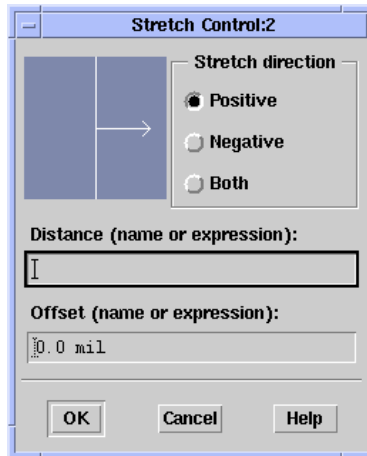 Stretch Control:2
Stretch direction
Positive
Negative
Both
Distance (name or expression):
Offset (name or expression):
0.0 mil
OK Cancel Help